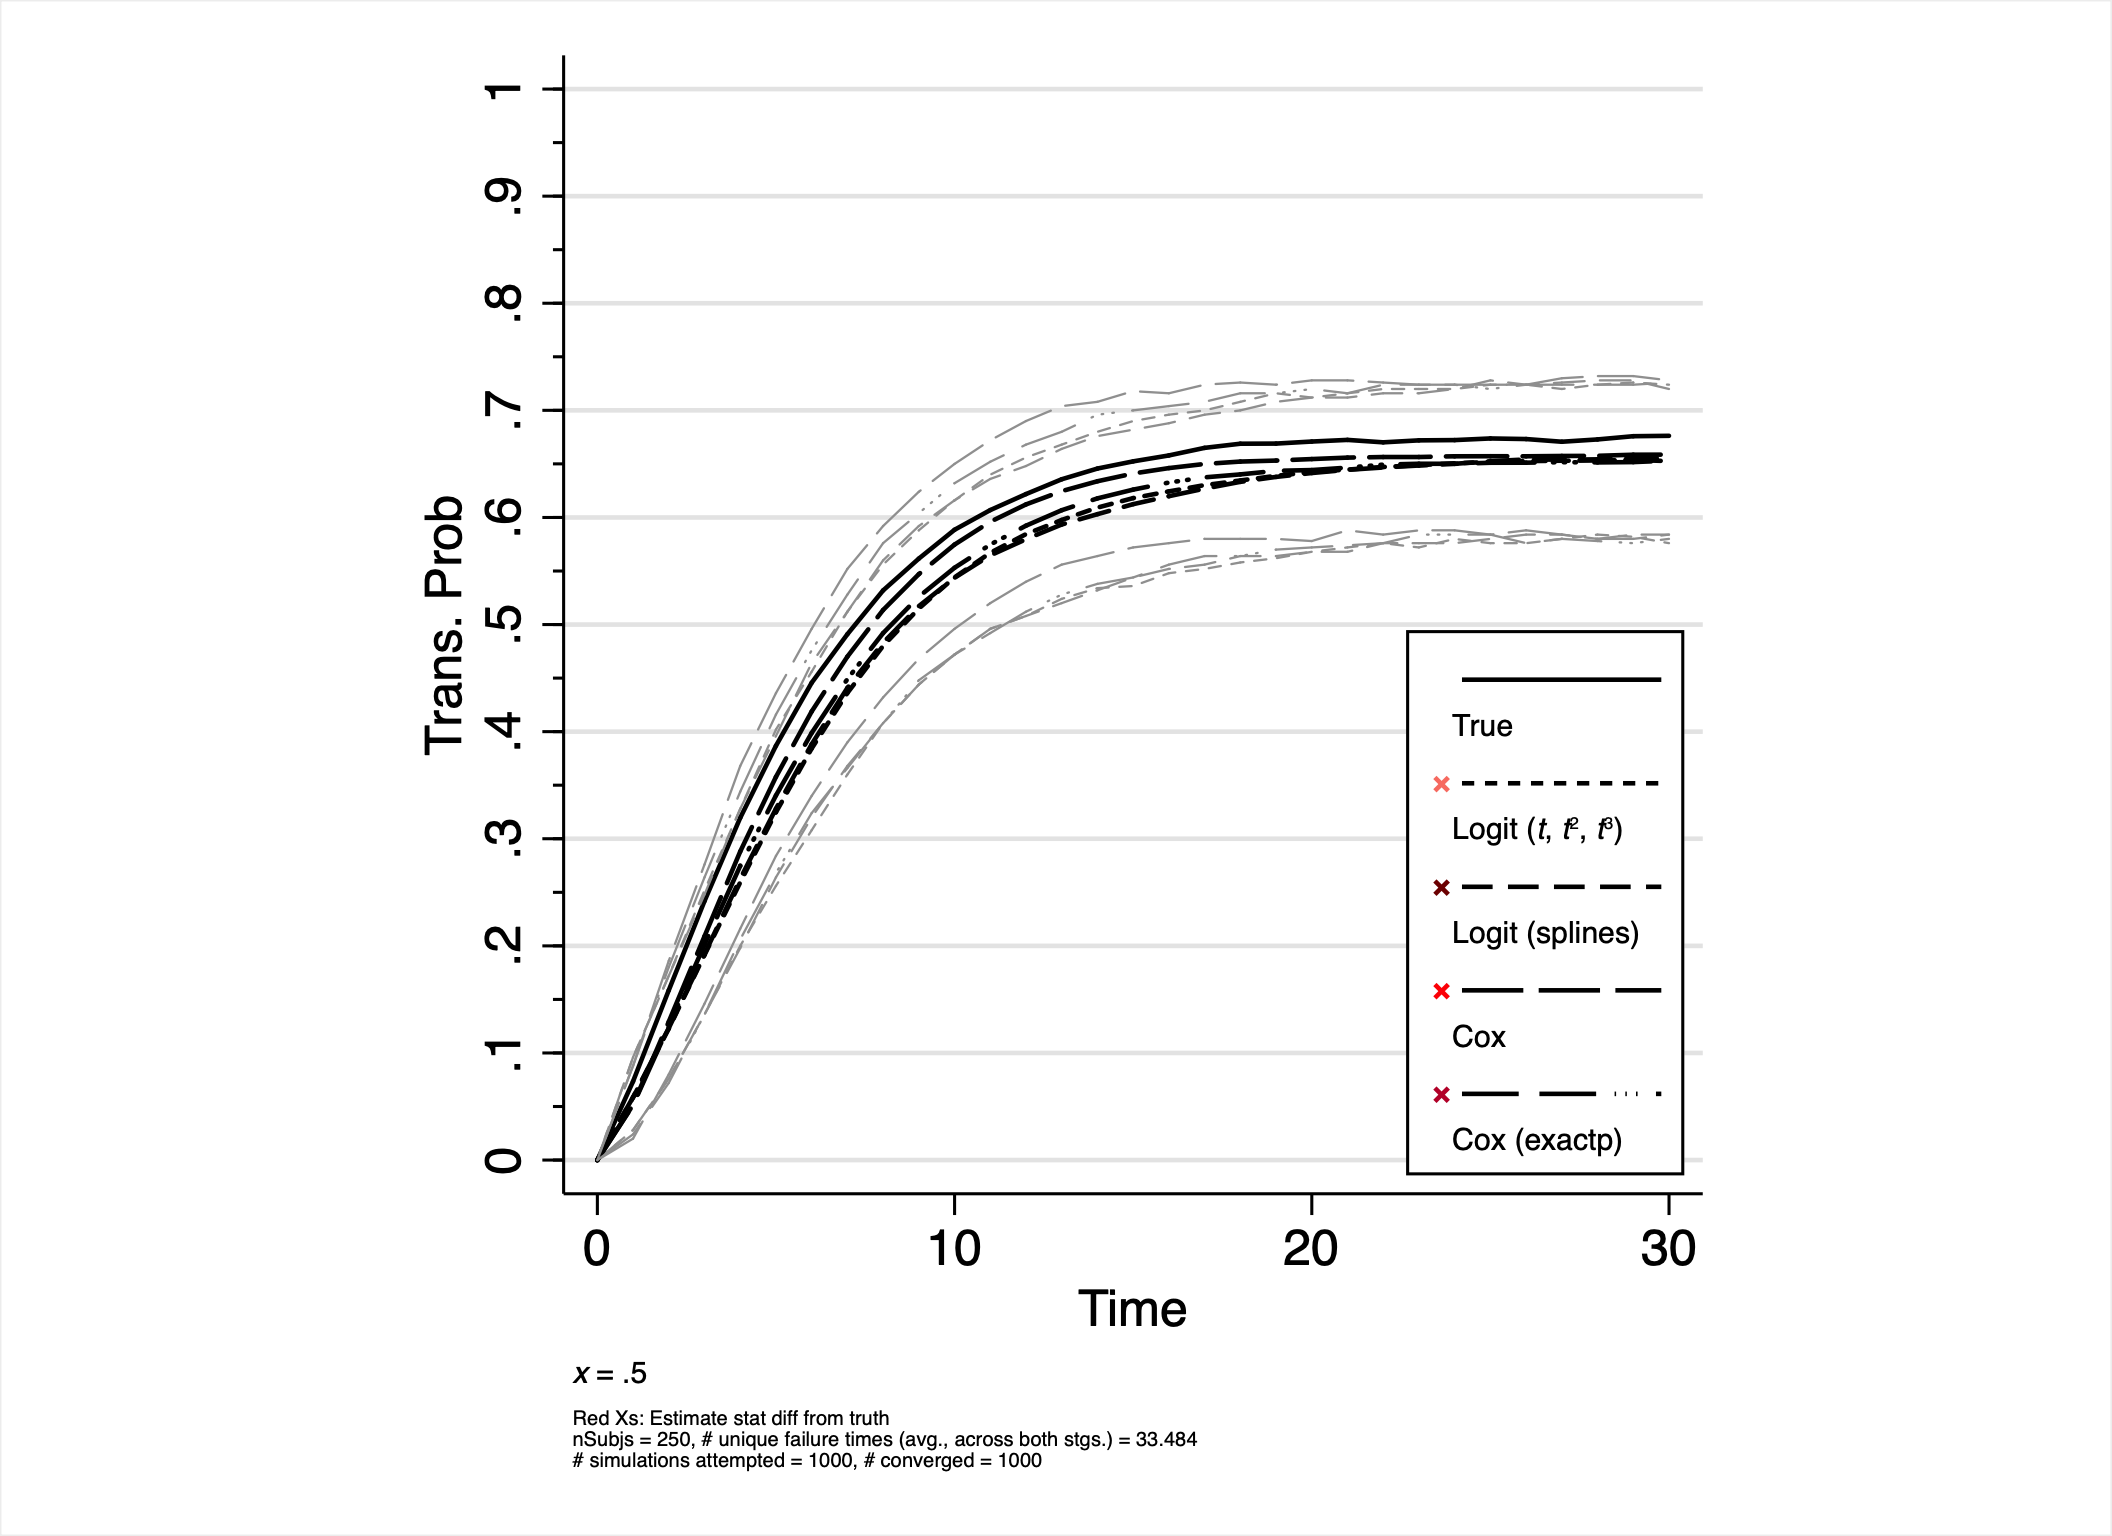 1
.9
.8
.7
.6
.5
.4
.3
.2
.1
0
Trans. Prob
True
Logit (t, t², t³)
Logit (splines)
Cox
Cox (exactp)
0 10 20 30
Time
x = .5
Red Xs: Estimate stat diff from truth
nSubjs = 250, # unique failure times (avg., across both stgs.) = 33.484
# simulations attempted = 1000, # converged = 1000